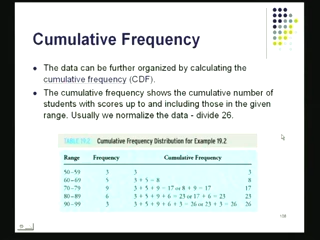 Cumulative Frequency
The data can be further organized by calculating the
cumulative frequency (CDF).
The cumulative frequency shows the cumulative number of
students with scores up to and including those in the given
range. Usually we normalize the data - divide 26.
Cumulative Frequency Distribution for Example 19.2
Range Frequency Cumulative Frequency
50–59 3 3 3
60–69 5 3 + 5 = 8 8
70–79 9 3 + 5 + 9 = 17 or 8 + 9 = 17 17
80–89 6 3 + 5 + 9 + 6 = 23 or 17 + 6 = 23 23
90–99 3 3 + 5 + 9 + 6 + 3 = 26 or 23 + 3 = 26 26